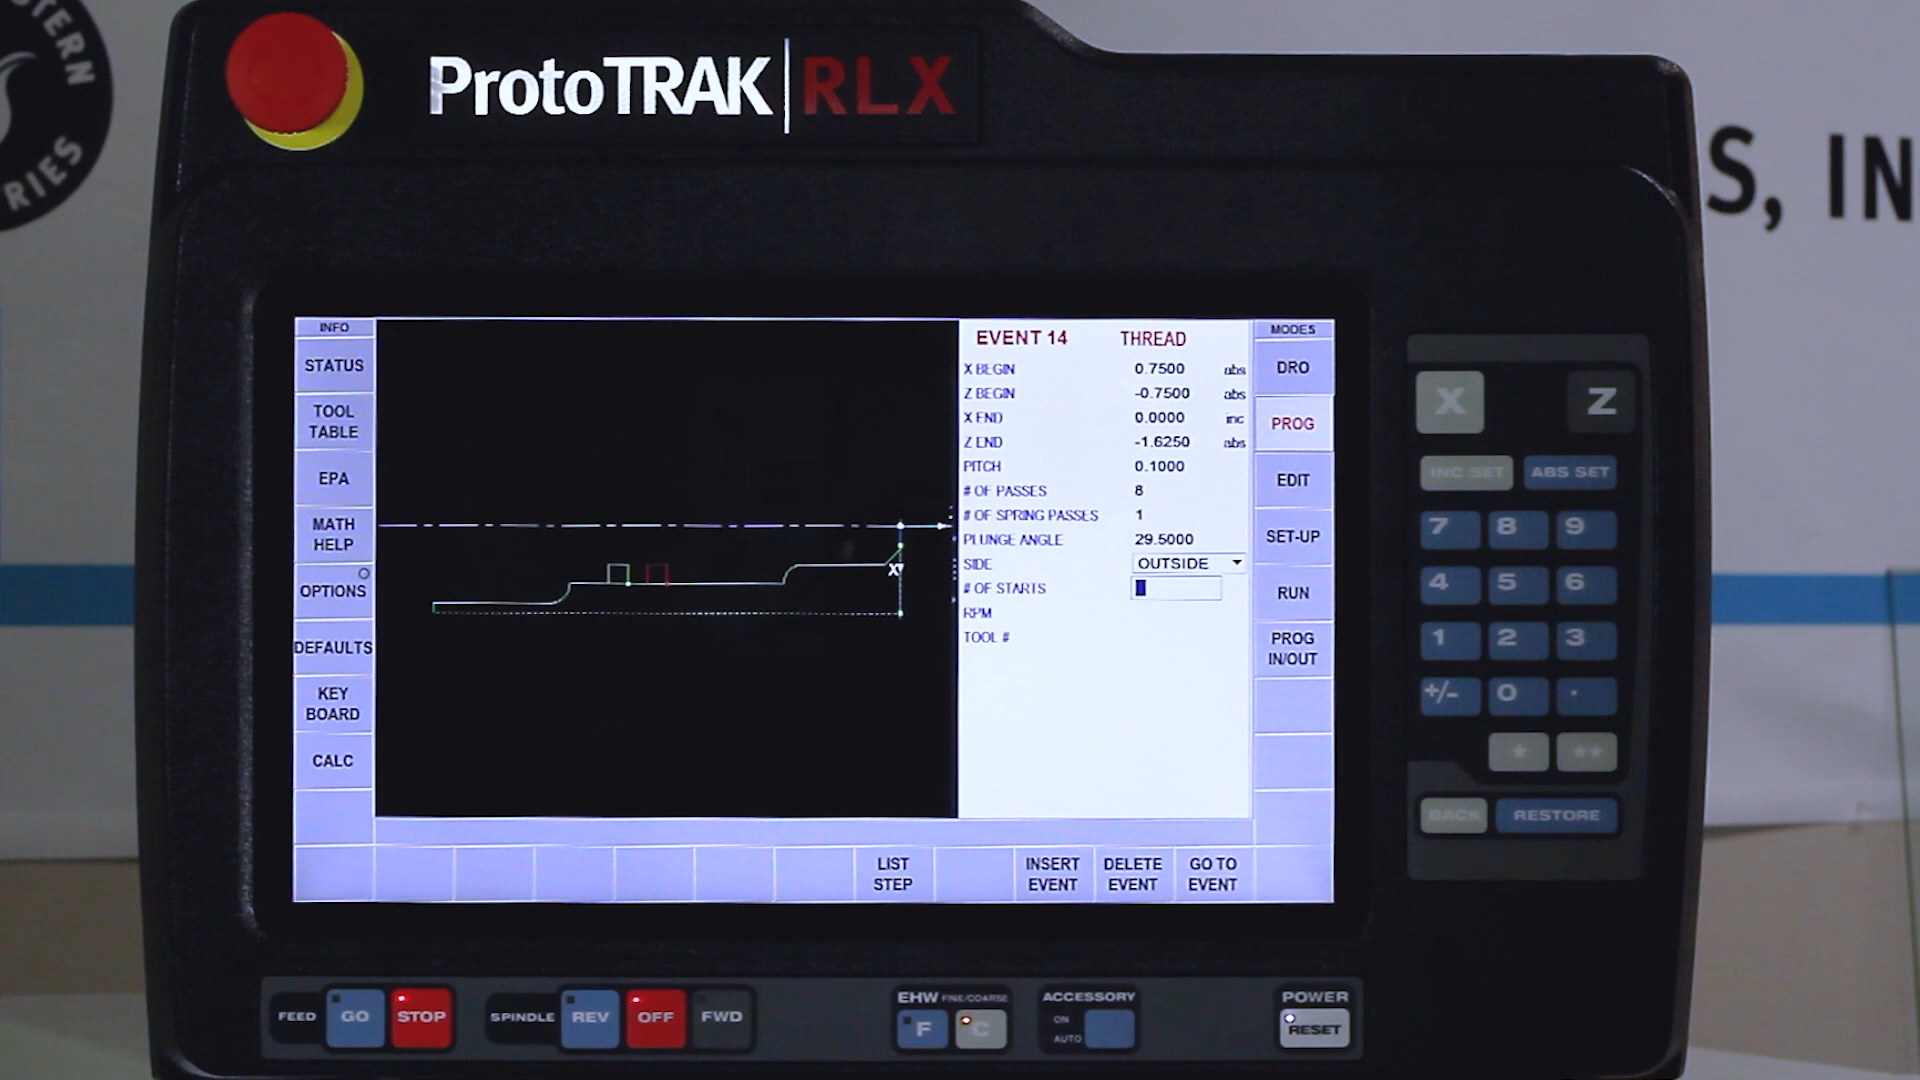 TERN
RIES
S, IN
ProtoTRAK RLX
INFO
STATUS
TOOL
TABLE
EPA
MATH
HELP
OPTIONS
DEFAULTS
KEY
BOARD
CALC
EVENT 14 THREAD
X BEGIN 0.7500 abs
Z BEGIN -0.7500 abs
X END 0.0000 inc
Z END -1.6250 abs
PITCH 0.1000
# OF PASSES 8
# OF SPRING PASSES 1
PLUNGE ANGLE 29.5000
SIDE OUTSIDE
# OF STARTS
RPM
TOOL #
LIST
STEP
INSERT
EVENT
DELETE
EVENT
GO TO
EVENT
MODES
DRO
PROG
EDIT
SET-UP
RUN
PROG
IN/OUT
X Z
INC SET ABS SET
7 8 9
4 5 6
1 2 3
+/- 0 .
* **
BACK RESTORE
FEED GO STOP
SPINDLE REV OFF FWD
EHW FINE/COARSE
F C
ACCESSORY
ON
AUTO
POWER
RESET